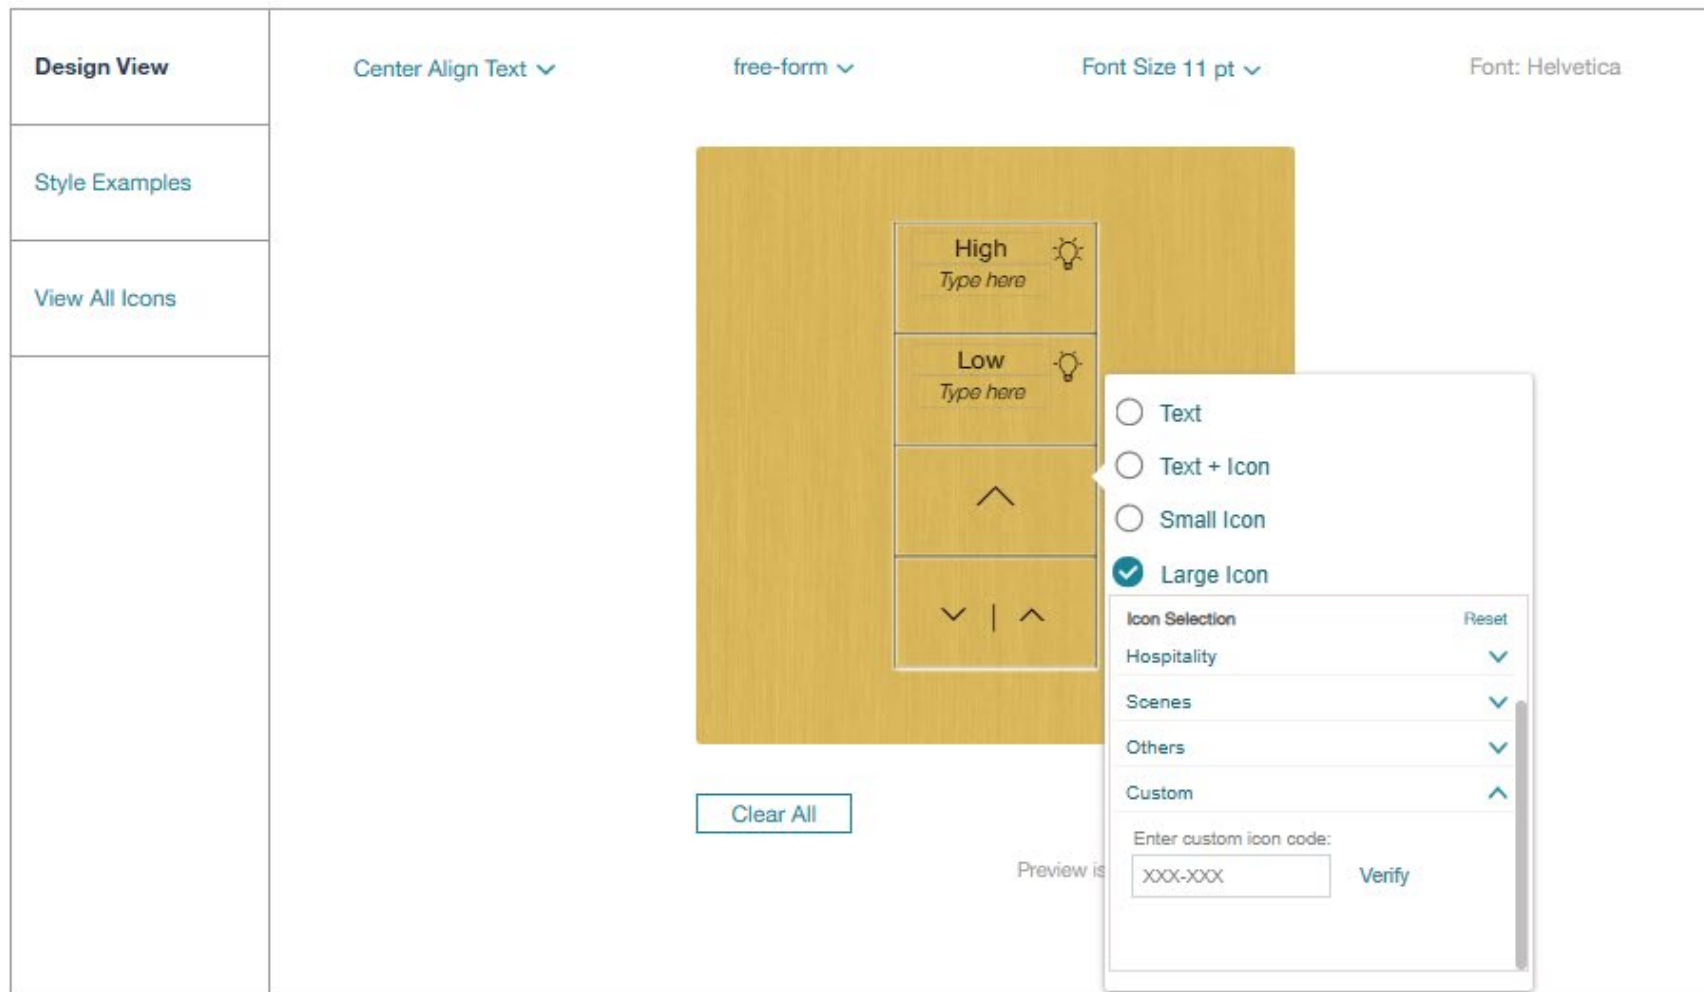 Design View
Center Align Text
free-form
Font Size 11 pt
Font: Helvetica
Style Examples
View All Icons
High
Type here
Low
Type here
Text
Text + Icon
Small Icon
Large Icon
Icon Selection
Reset
Hospitality
Scenes
Others
Custom
Enter custom icon code:
XXX-XXX
Verify
Clear All
Preview is